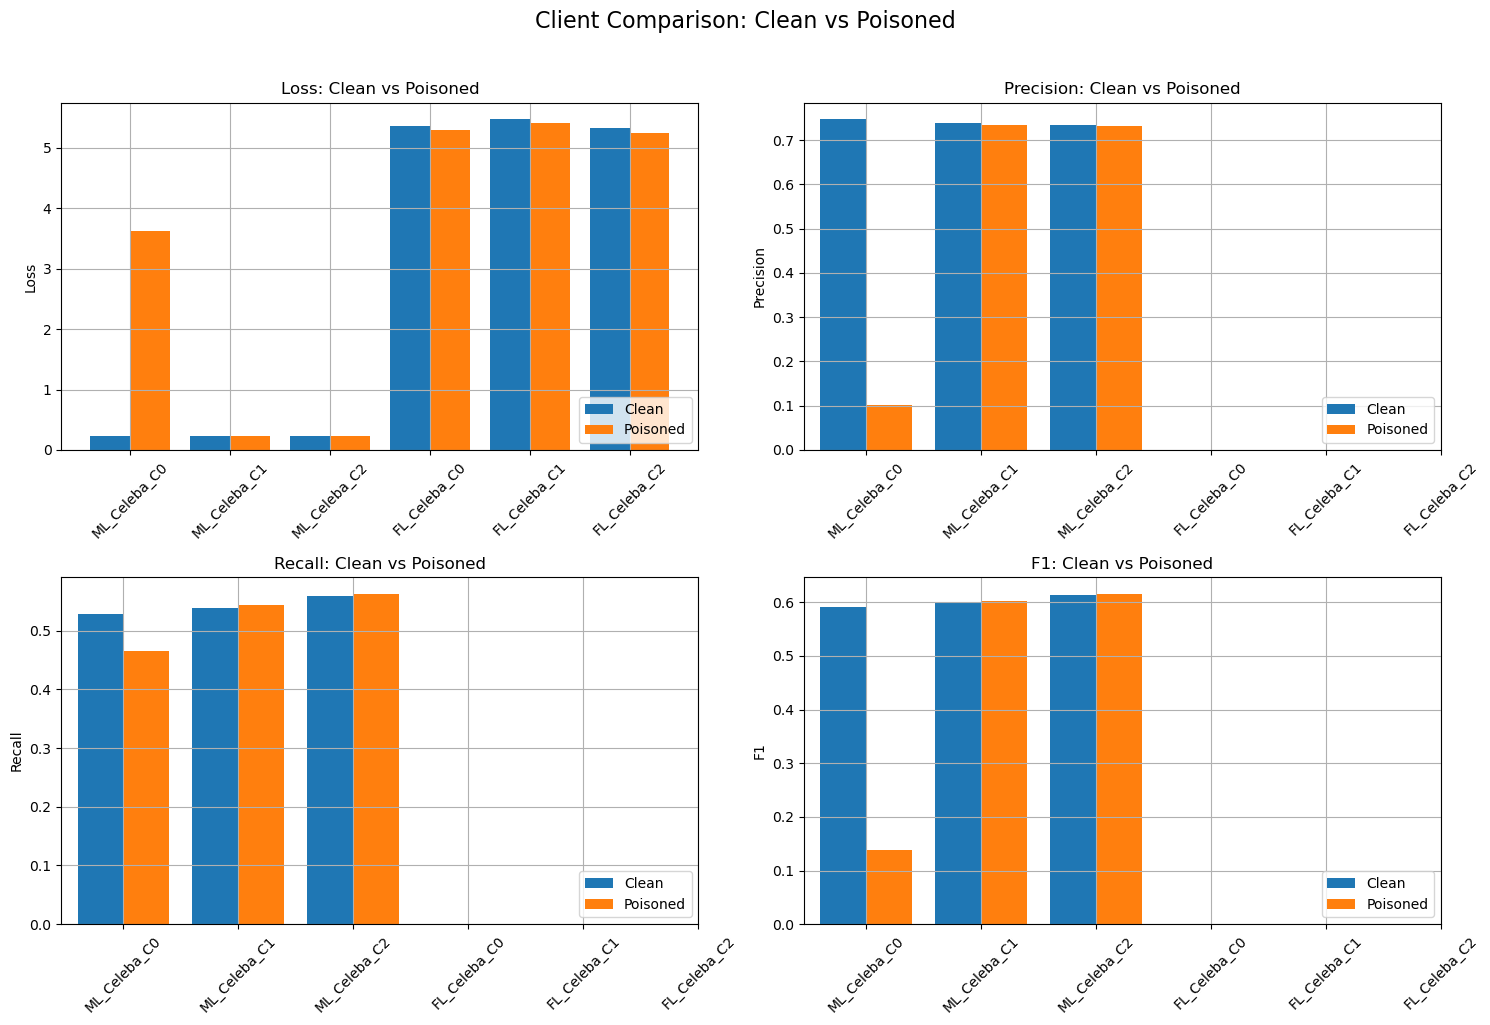 Client Comparison: Clean vs Poisoned
Loss: Clean vs Poisoned
Loss
5
4
3
2
1
0
Clean
Poisoned
ML_Celeba_C0
ML_Celeba_C1
ML_Celeba_C2
FL_Celeba_C0
FL_Celeba_C1
FL_Celeba_C2
Precision: Clean vs Poisoned
Precision
0.7
0.6
0.5
0.4
0.3
0.2
0.1
0.0
Clean
Poisoned
ML_Celeba_C0
ML_Celeba_C1
ML_Celeba_C2
FL_Celeba_C0
FL_Celeba_C1
FL_Celeba_C2
Recall: Clean vs Poisoned
Recall
0.5
0.4
0.3
0.2
0.1
0.0
Clean
Poisoned
ML_Celeba_C0
ML_Celeba_C1
ML_Celeba_C2
FL_Celeba_C0
FL_Celeba_C1
FL_Celeba_C2
F1: Clean vs Poisoned
F1
0.6
0.5
0.4
0.3
0.2
0.1
0.0
Clean
Poisoned
ML_Celeba_C0
ML_Celeba_C1
ML_Celeba_C2
FL_Celeba_C0
FL_Celeba_C1
FL_Celeba_C2